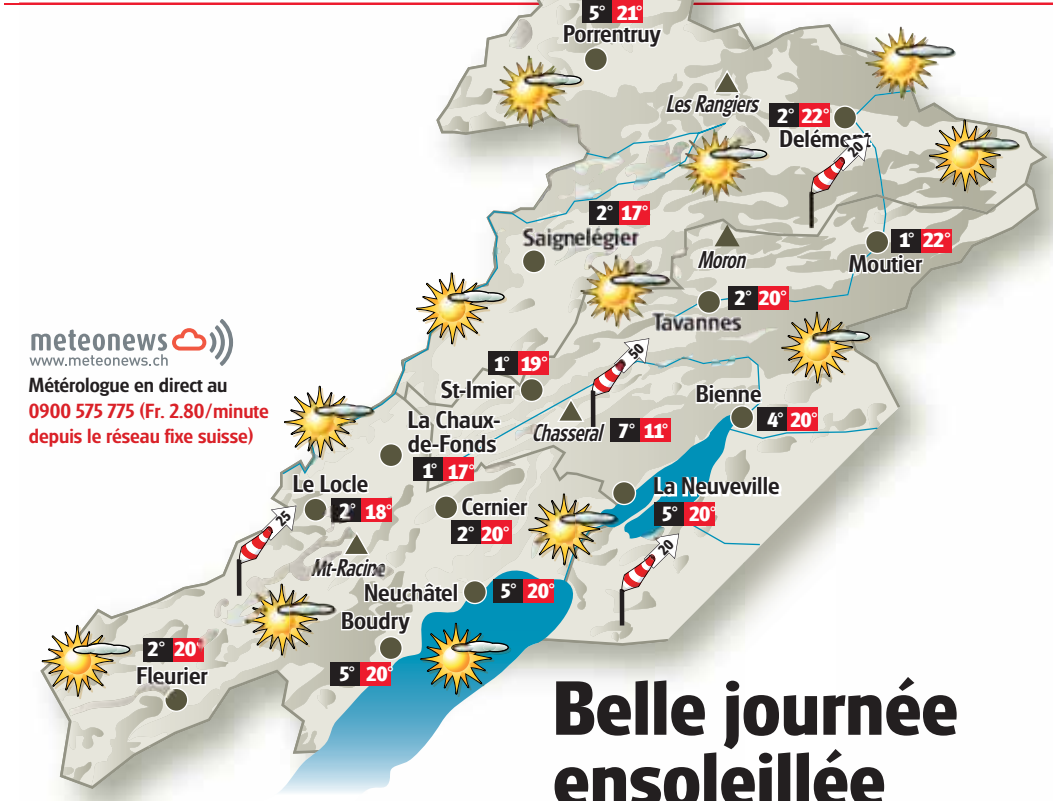 5° 21°
Porrentruy
Les Rangiers
2° 22°
Delémont
20
2° 17°
Saignelégier
Moron
1° 22°
Moutier
2° 20°
Tavannes
meteonews
www.meteonews.ch
Météorologue en direct au
0900 575 775 (Fr. 2.80/minute
depuis le réseau fixe suisse)
50
1° 19°
St-Imier
Bienne
4° 20°
La Chaux-
de-Fonds
1° 17°
Chasseral 7° 11°
Le Locle
2° 18°
Cernier
2° 20°
La Neuveville
5° 20°
25
20
Mt-Racine
Neuchâtel 5° 20°
Boudry
5° 20°
2° 20°
Fleurier
Belle journée
ensoleillée